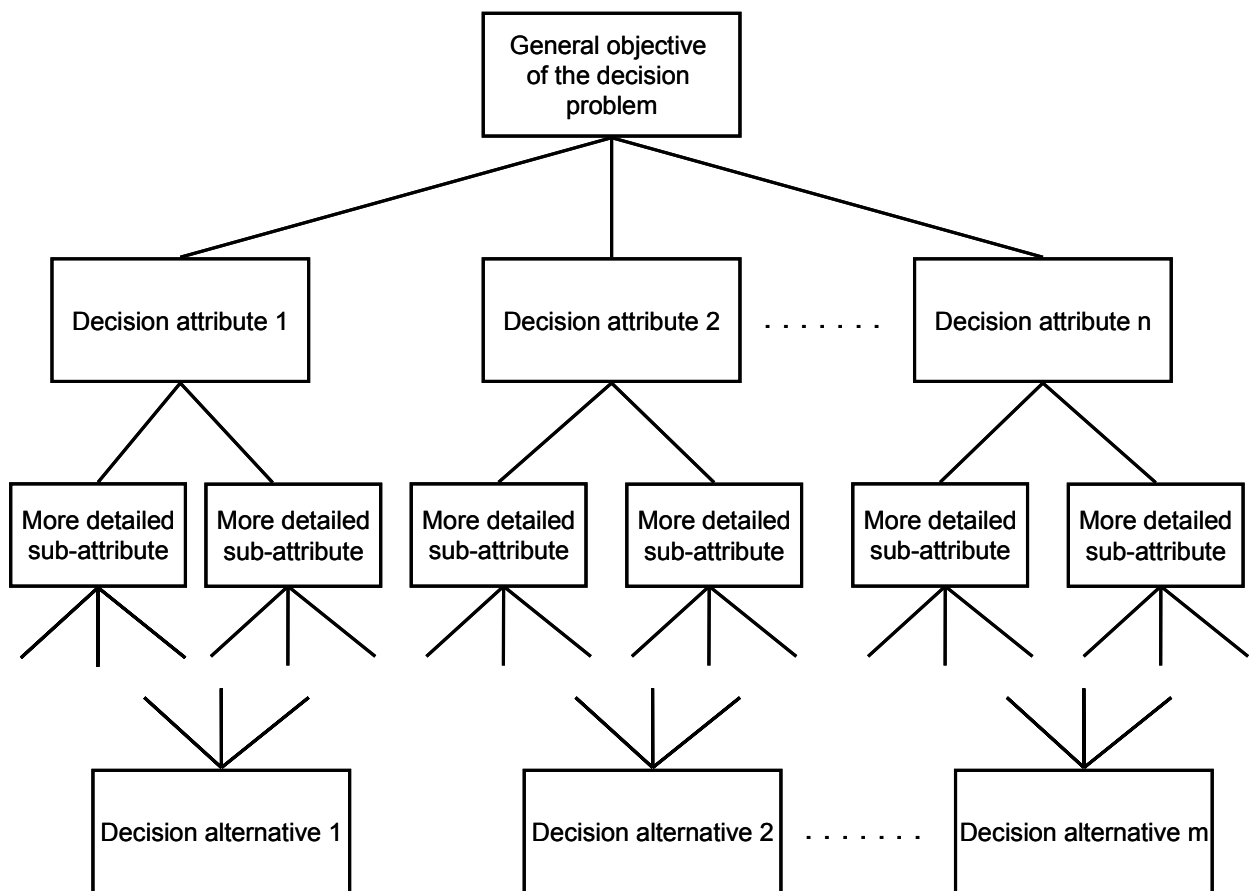 General objective
of the decision
problem
Decision attribute 1
Decision attribute 2
. . . . . . .
Decision attribute n
More detailed
sub-attribute
More detailed
sub-attribute
More detailed
sub-attribute
More detailed
sub-attribute
More detailed
sub-attribute
More detailed
sub-attribute
Decision alternative 1
Decision alternative 2
. . . . . . .
Decision alternative m